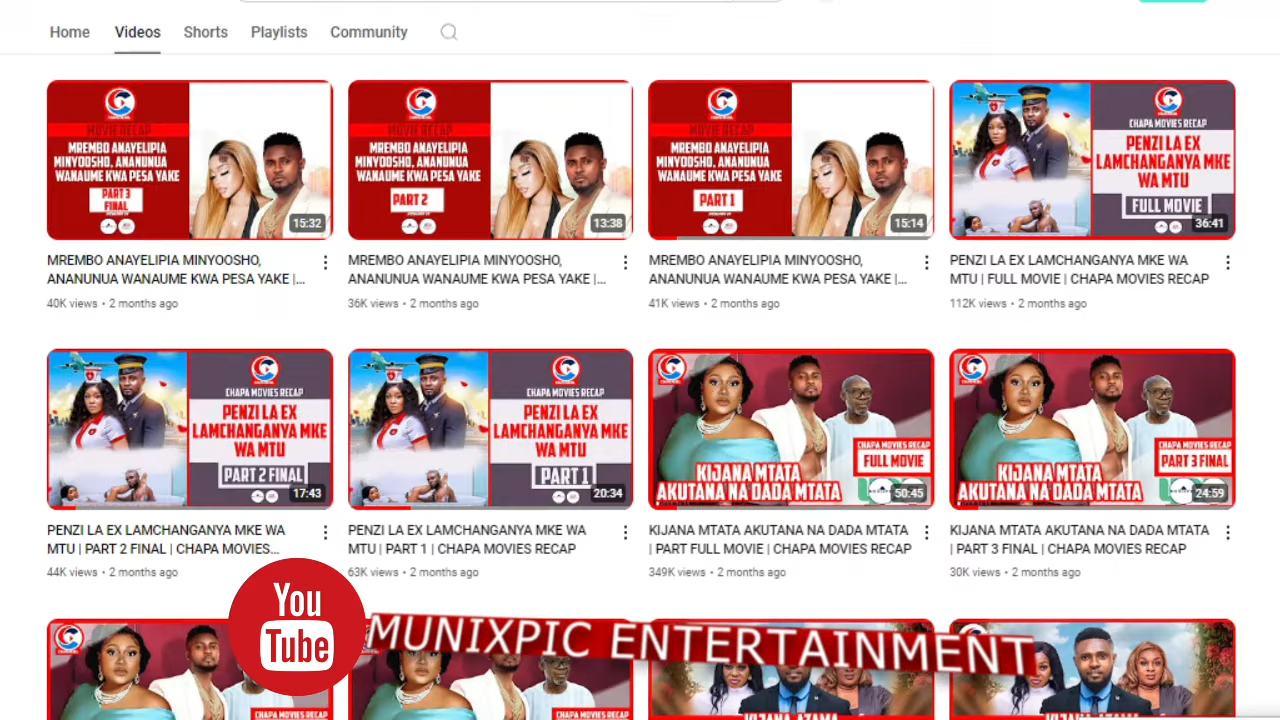 Home Videos Shorts Playlists Community
MOVIE RECAP
MREMBO ANAYELIPIA
MINYOOSHO, ANANUNUA
WANAUME KWA PESA YAKE
PART 3
FINAL
15:32
MOVIE RECAP
MREMBO ANAYELIPIA
MINYOOSHO, ANANUNUA
WANAUME KWA PESA YAKE
PART 2
13:38
MOVIE RECAP
MREMBO ANAYELIPIA
MINYOOSHO, ANANUNUA
WANAUME KWA PESA YAKE
PART 1
15:14
CHAPA MOVIES RECAP
PENZI LA EX
LAMCHANGANYA MKE
WA MTU
FULL MOVIE
36:41
MREMBO ANAYELIPIA MINYOOSHO,
ANANUNUA WANAUME KWA PESA YAKE |...
40K views • 2 months ago
MREMBO ANAYELIPIA MINYOOSHO,
ANANUNUA WANAUME KWA PESA YAKE |...
36K views • 2 months ago
MREMBO ANAYELIPIA MINYOOSHO,
ANANUNUA WANAUME KWA PESA YAKE |...
41K views • 2 months ago
PENZI LA EX LAMCHANGANYA MKE WA
MTU | FULL MOVIE | CHAPA MOVIES RECAP
112K views • 2 months ago
CHAPA MOVIES RECAP
PENZI LA EX
LAMCHANGANYA MKE
WA MTU
PART 2 FINAL
17:43
CHAPA MOVIES RECAP
PENZI LA EX
LAMCHANGANYA MKE
WA MTU
PART 1
20:34
CHAPA MOVIES RECAP
FULL MOVIE
KIJANA MTATA
AKUTANA NA DADA MTATA
50:45
CHAPA MOVIES RECAP
PART 3 FINAL
KIJANA MTATA
AKUTANA NA DADA MTATA
24:59
PENZI LA EX LAMCHANGANYA MKE WA
MTU | PART 2 FINAL | CHAPA MOVIES...
44K views • 2 months ago
PENZI LA EX LAMCHANGANYA MKE WA
MTU | PART 1 | CHAPA MOVIES RECAP
63K views • 2 months ago
KIJANA MTATA AKUTANA NA DADA MTATA
| PART FULL MOVIE | CHAPA MOVIES RECAP
349K views • 2 months ago
KIJANA MTATA AKUTANA NA DADA MTATA
| PART 3 FINAL | CHAPA MOVIES RECAP
30K views • 2 months ago
You
Tube
MUNIXPIC ENTERTAINMENT
CHAPA MOVIES RECAP
CHAPA MOVIES RECAP